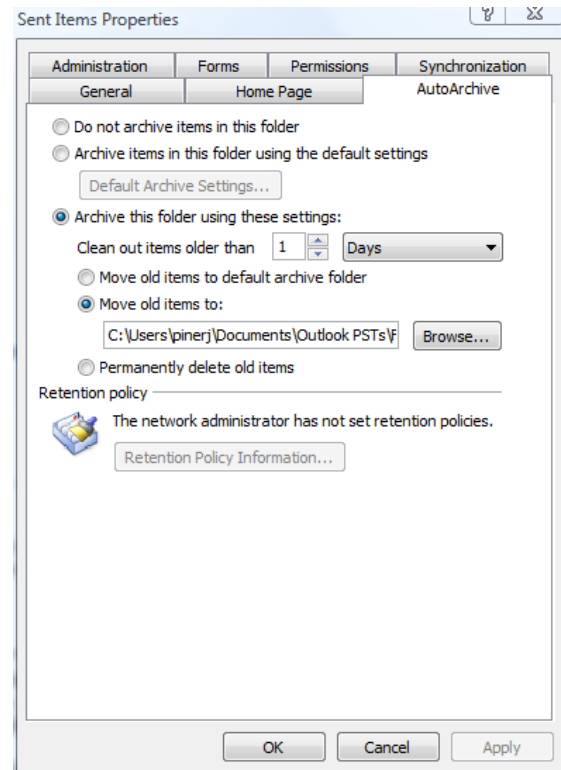 Sent Items Properties
Administration Forms Permissions Synchronization
General Home Page AutoArchive
Do not archive items in this folder
Archive items in this folder using the default settings
Default Archive Settings...
Archive this folder using these settings:
Clean out items older than 1 Days
Move old items to default archive folder
Move old items to:
C:\Users\pinerj\Documents\Outlook PSTs\F Browse...
Permanently delete old items
Retention policy
The network administrator has not set retention policies.
Retention Policy Information...
OK Cancel Apply